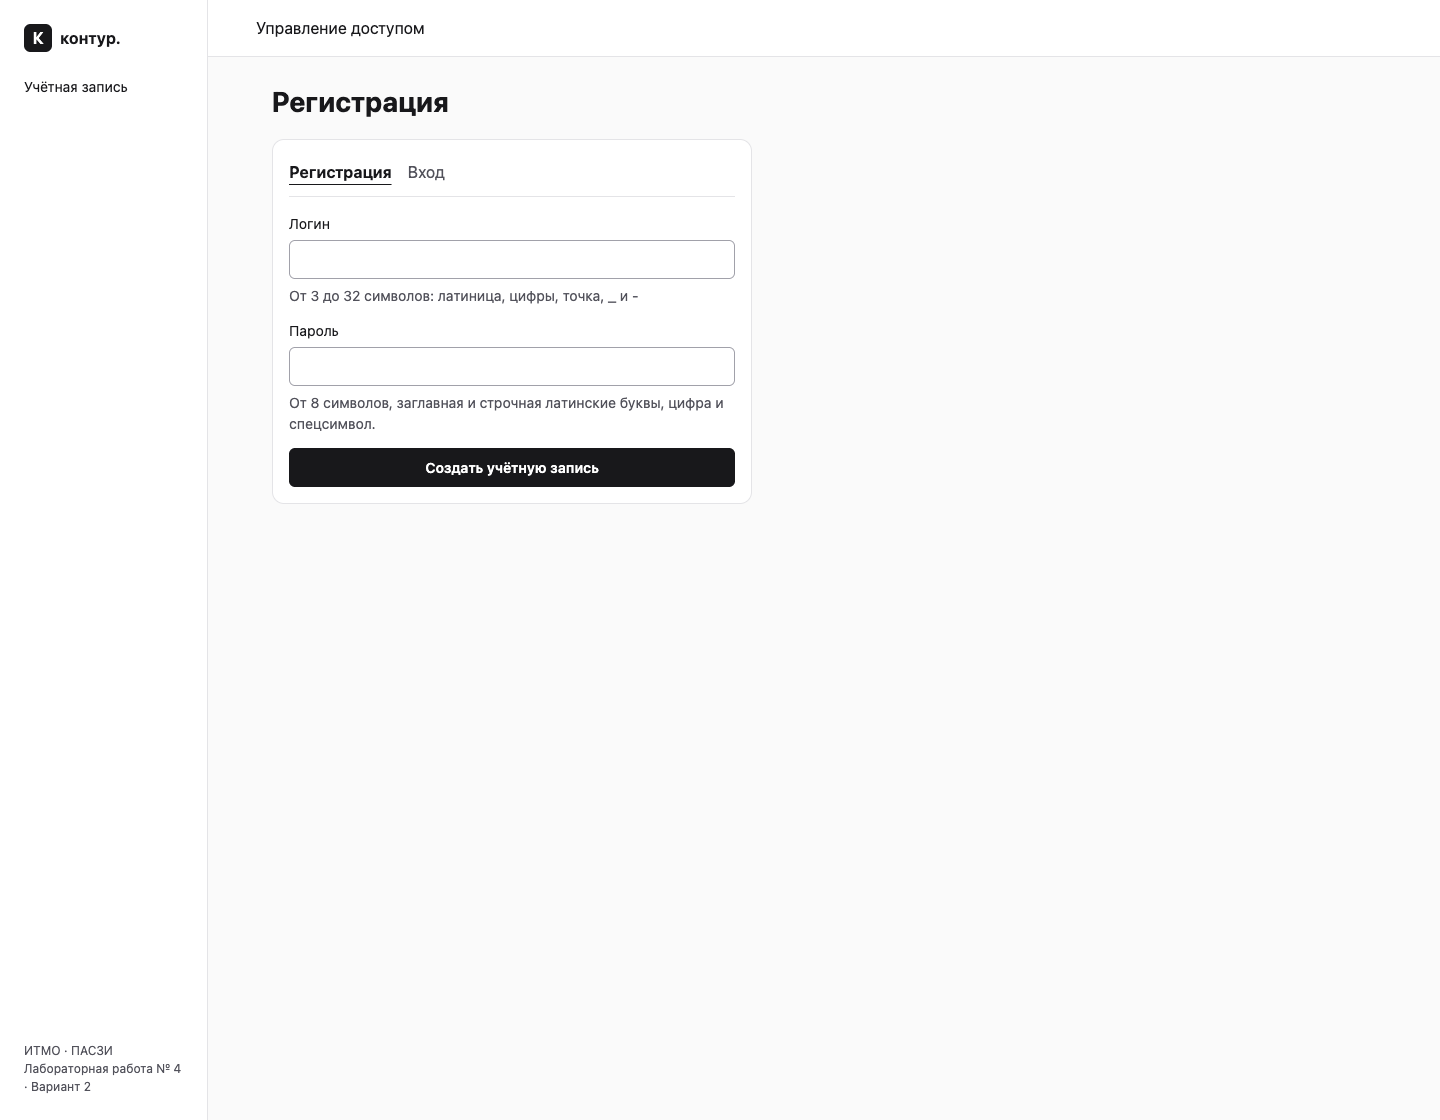 К контур.
Учётная запись
Управление доступом
Регистрация
Регистрация Вход
Логин
От 3 до 32 символов: латиница, цифры, точка, _ и -
Пароль
От 8 символов, заглавная и строчная латинские буквы, цифра и
спецсимвол.
Создать учётную запись
ИТМО · ПАСЗИ
Лабораторная работа № 4
· Вариант 2